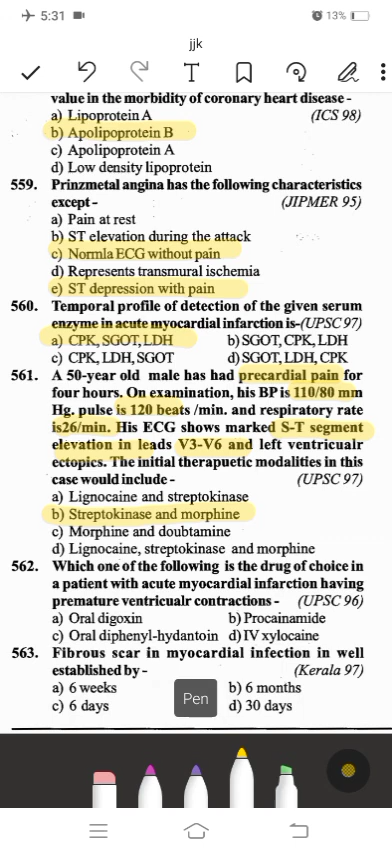 5:31
13%
jjk
T
value in the morbidity of coronary heart disease -
a) Lipoprotein A (ICS 98)
b) Apolipoprotein B
c) Apolipoprotein A
d) Low density lipoprotein
559. Prinzmetal angina has the following characteristics
except - (JIPMER 95)
a) Pain at rest
b) ST elevation during the attack
c) Normla ECG without pain
d) Represents transmural ischemia
e) ST depression with pain
560. Temporal profile of detection of the given serum
enzyme in acute myocardial infarction is-(UPSC 97)
a) CPK, SGOT, LDH b) SGOT, CPK, LDH
c) CPK, LDH, SGOT d) SGOT, LDH, CPK
561. A 50-year old male has had precardial pain for
four hours. On examination, his BP is 110/80 mm
Hg. pulse is 120 beats /min. and respiratory rate
is26/min. His ECG shows marked S-T segment
elevation in leads V3-V6 and left ventricuair
ectopics. The initial therapuetic modalities in this
case would include - (UPSC 97)
a) Lignocaine and streptokinase
b) Streptokinase and morphine
c) Morphine and doubtamine
d) Lignocaine, streptokinase and morphine
562. Which one of the following is the drug of choice in
a patient with acute myocardial infarction having
premature ventricualr contractions - (UPSC 96)
a) Oral digoxin b) Procainamide
c) Oral diphenyl-hydantoin d) IV xylocaine
563. Fibrous scar in myocardial infection in well
established by - (Kerala 97)
a) 6 weeks b) 6 months
c) 6 days d) 30 days
Pen